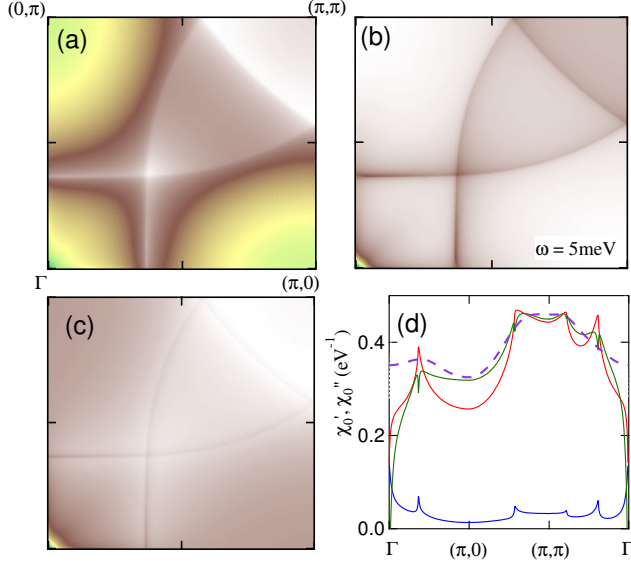 (0,π)
(π,π)
(a)
(b)
ω = 5meV
Γ
(π,0)
(c)
(d)
χ₀', χ₀'' (eV⁻¹)
0.4
0.2
0.0
Γ
(π,0)
(π,π)
Γ